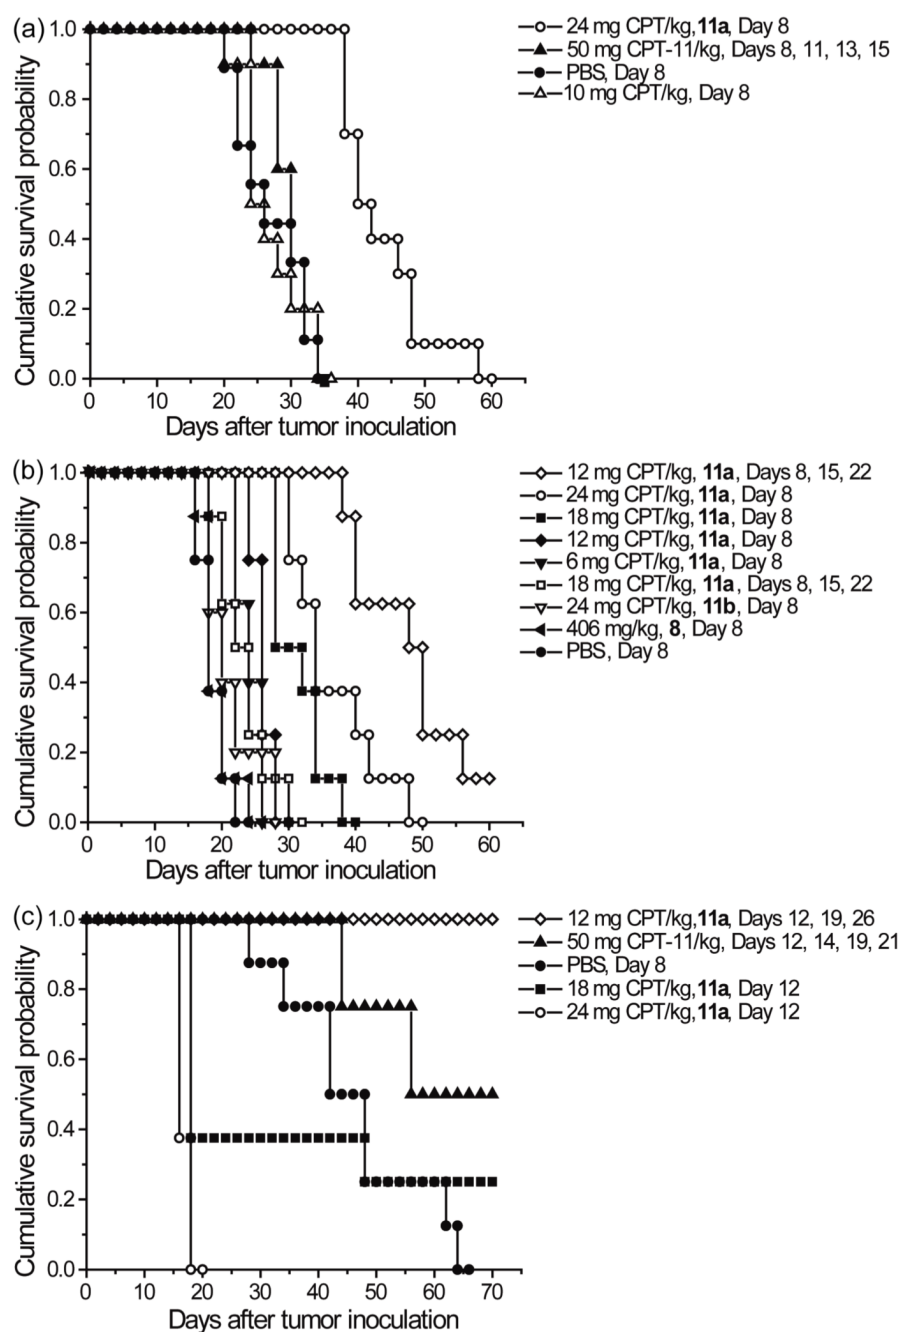 (a)
1.0
0.8
0.6
0.4
0.2
0.0
Cumulative survival probability
0 10 20 30 40 50 60
Days after tumor inoculation
24 mg CPT/kg, 11a, Day 8
50 mg CPT-11/kg, Days 8, 11, 13, 15
PBS, Day 8
10 mg CPT/kg, Day 8
(b)
1.0
0.8
0.6
0.4
0.2
0.0
Cumulative survival probability
0 10 20 30 40 50 60
Days after tumor inoculation
12 mg CPT/kg, 11a, Days 8, 15, 22
24 mg CPT/kg, 11a, Day 8
18 mg CPT/kg, 11a, Day 8
12 mg CPT/kg, 11a, Day 8
6 mg CPT/kg, 11a, Day 8
18 mg CPT/kg, 11a, Days 8, 15, 22
24 mg CPT/kg, 11b, Day 8
406 mg/kg, 8, Day 8
PBS, Day 8
(c)
1.0
0.8
0.6
0.4
0.2
0.0
Cumulative survival probability
0 10 20 30 40 50 60 70
Days after tumor inoculation
12 mg CPT/kg, 11a, Days 12, 19, 26
50 mg CPT-11/kg, Days 12, 14, 19, 21
PBS, Day 8
18 mg CPT/kg, 11a, Day 12
24 mg CPT/kg, 11a, Day 12